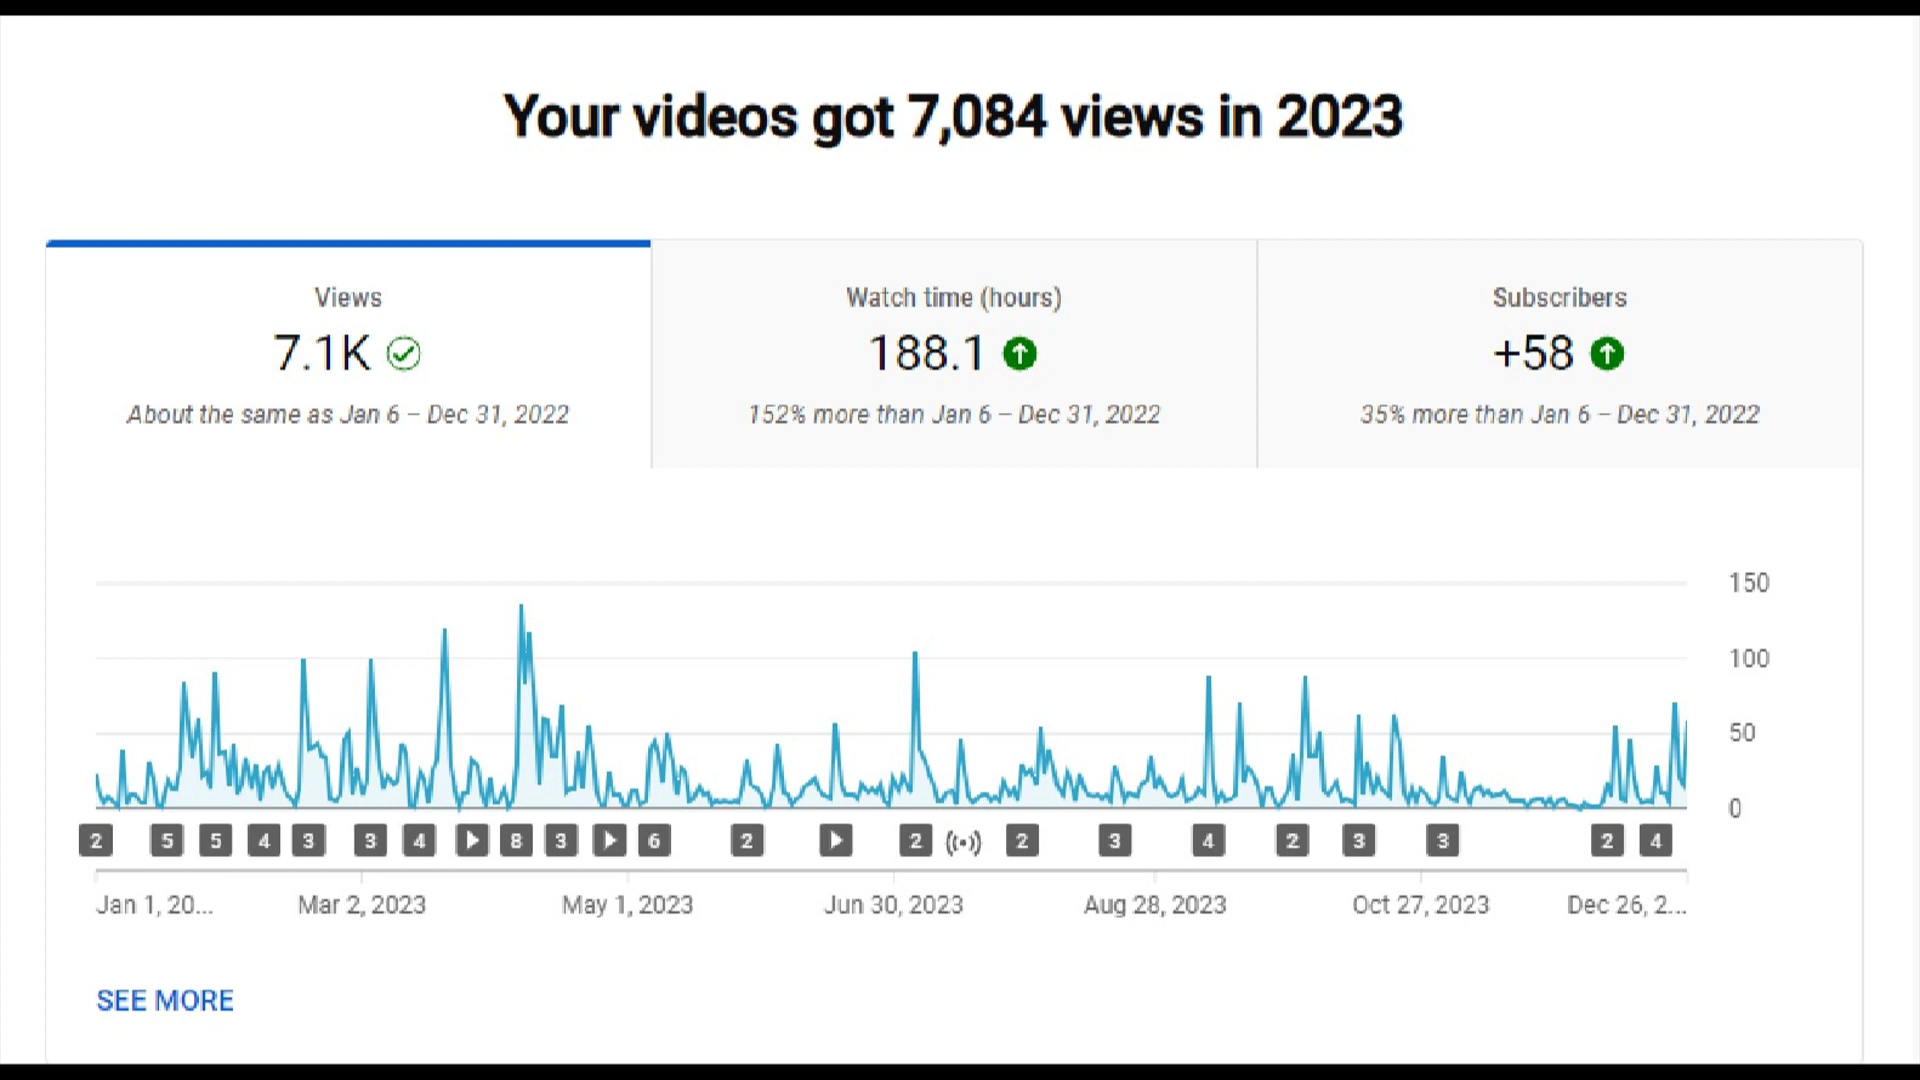 Your videos got 7,084 views in 2023
Views
7.1K
About the same as Jan 6 – Dec 31, 2022
Watch time (hours)
188.1
152% more than Jan 6 – Dec 31, 2022
Subscribers
+58
35% more than Jan 6 – Dec 31, 2022
150
100
50
0
2 5 5 4 3 3 4 8 3 6 2 2 2 3 4 2 3 3 2 4
Jan 1, 20... Mar 2, 2023 May 1, 2023 Jun 30, 2023 Aug 28, 2023 Oct 27, 2023 Dec 26, 2...
SEE MORE